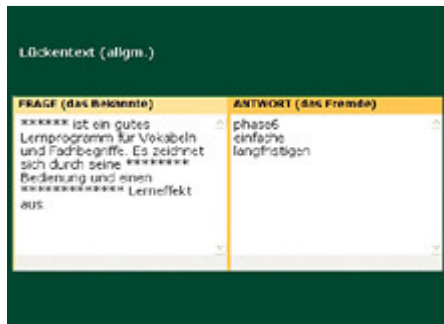 Lückentext (allgm.)
FRAGE (das Bekannte)
****** ist ein gutes
Lernprogramm für Vokabeln
und Fachbegriffe. Es zeichnet
sich durch seine ********
Bedienung und einen
************* Lerneffekt
aus.
ANTWORT (das Fremde)
phase6
einfache
langfristigen